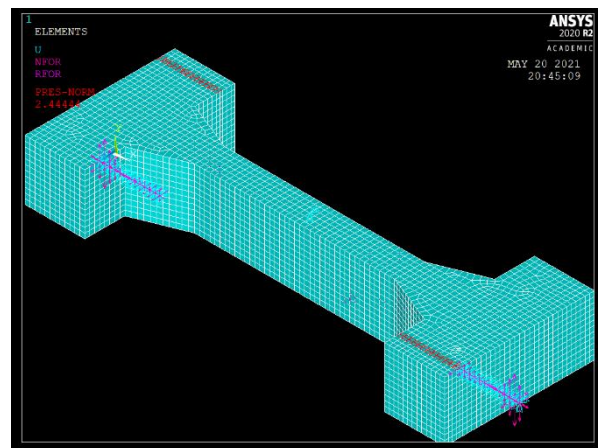 1
ELEMENTS
U
NFOR
RFOR
PRES-NORM
2.44444
ANSYS
2020 R2
ACADEMIC
MAY 20 2021
20:45:09